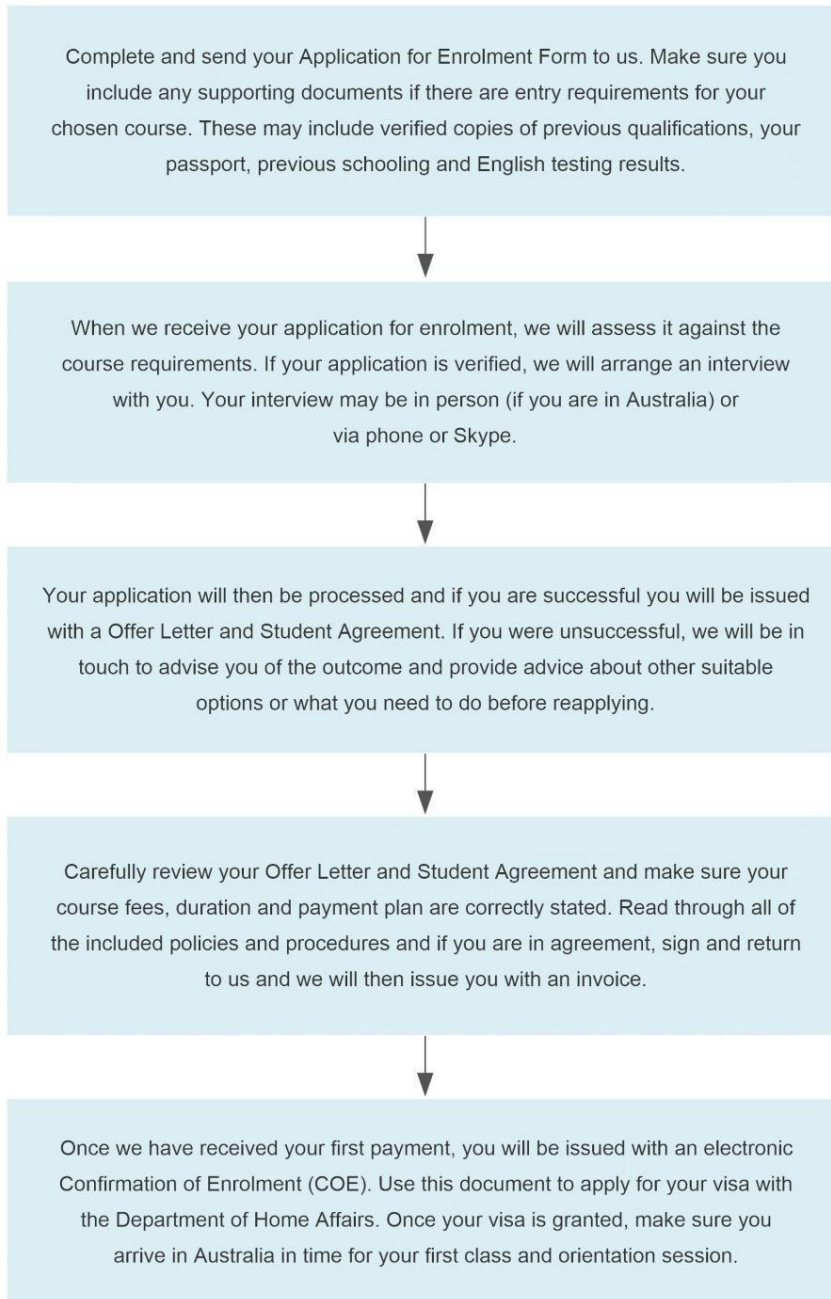 Complete and send your Application for Enrolment Form to us. Make sure you
include any supporting documents if there are entry requirements for your
chosen course. These may include verified copies of previous qualifications, your
passport, previous schooling and English testing results.
When we receive your application for enrolment, we will assess it against the
course requirements. If your application is verified, we will arrange an interview
with you. Your interview may be in person (if you are in Australia) or
via phone or Skype.
Your application will then be processed and if you are successful you will be issued
with a Offer Letter and Student Agreement. If you were unsuccessful, we will be in
touch to advise you of the outcome and provide advice about other suitable
options or what you need to do before reapplying.
Carefully review your Offer Letter and Student Agreement and make sure your
course fees, duration and payment plan are correctly stated. Read through all of
the included policies and procedures and if you are in agreement, sign and return
to us and we will then issue you with an invoice.
Once we have received your first payment, you will be issued with an electronic
Confirmation of Enrolment (COE). Use this document to apply for your visa with
the Department of Home Affairs. Once your visa is granted, make sure you
arrive in Australia in time for your first class and orientation session.